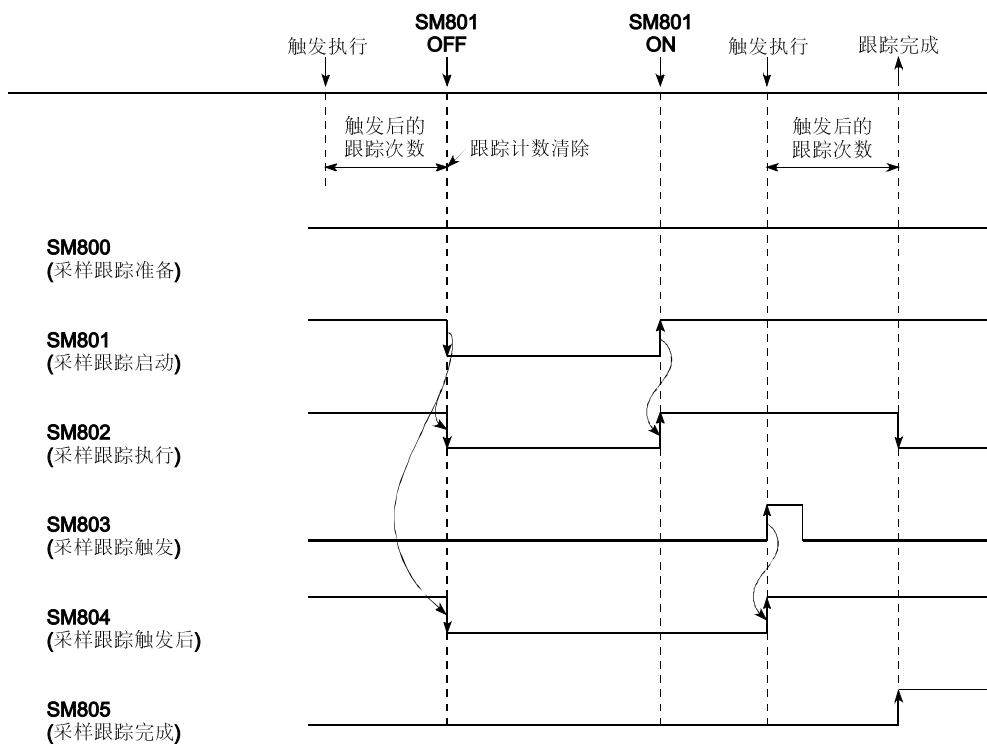 触发执行
SM801
OFF
SM801
ON
触发执行
跟踪完成
触发后的
跟踪次数
跟踪计数清除
触发后的
跟踪次数
SM800
(采样跟踪准备)
SM801
(采样跟踪启动)
SM802
(采样跟踪执行)
SM803
(采样跟踪触发)
SM804
(采样跟踪触发后)
SM805
(采样跟踪完成)